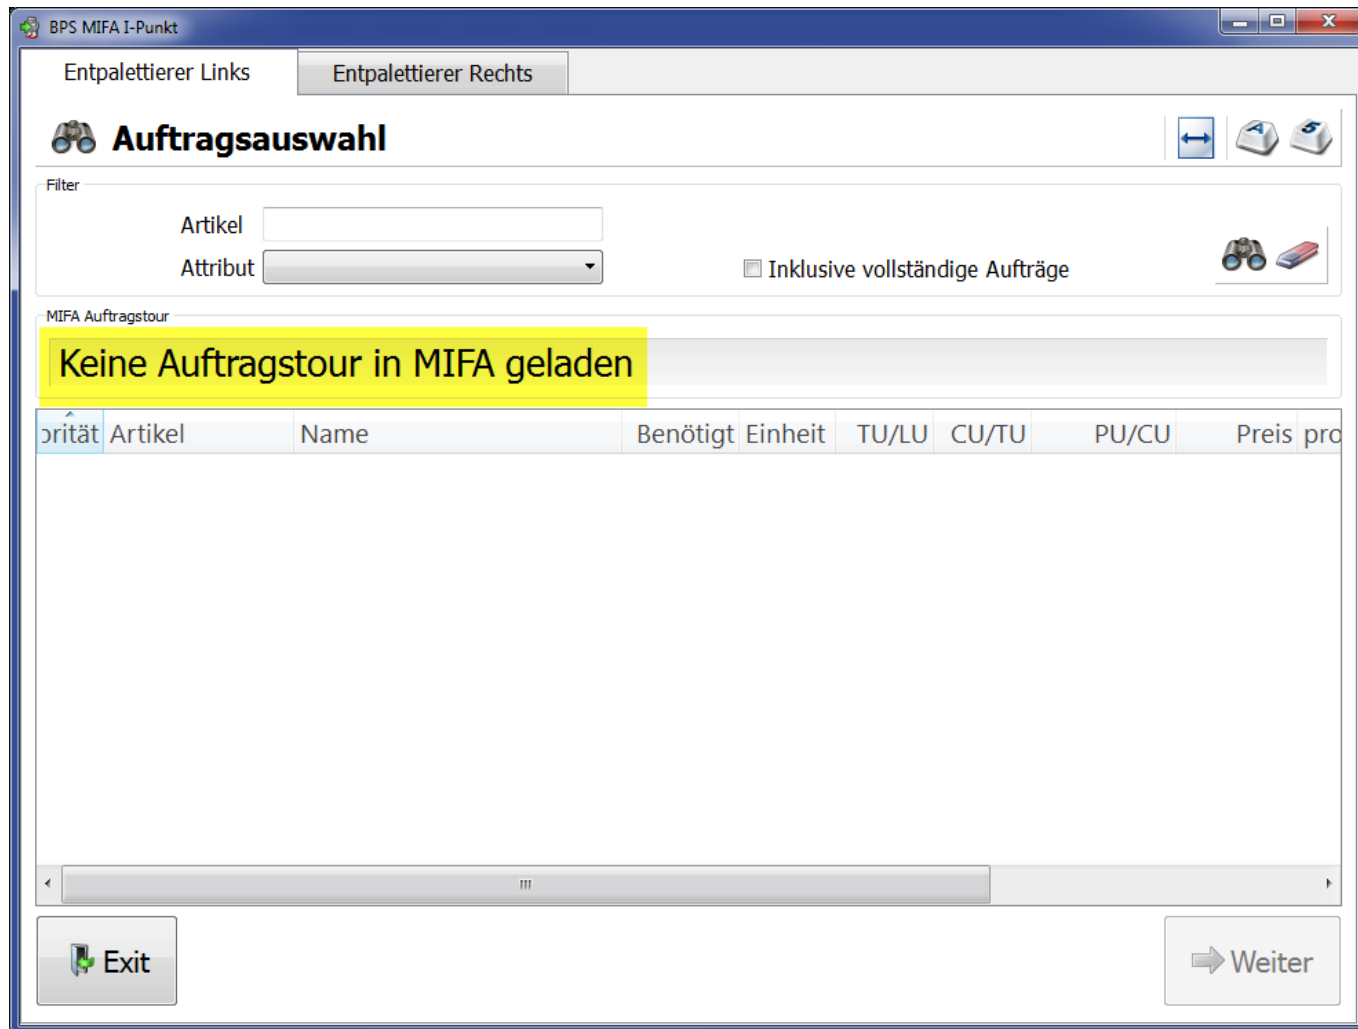 BPS MIFA I-Punkt
Entpalettierer Links Entpalettierer Rechts
Auftragsauswahl
Filter
Artikel
Attribut Inklusive vollständige Aufträge
MIFA Auftragstour
Keine Auftragstour in MIFA geladen
orität Artikel Name Benötigt Einheit TU/LU CU/TU PU/CU Preis pro
Exit Weiter